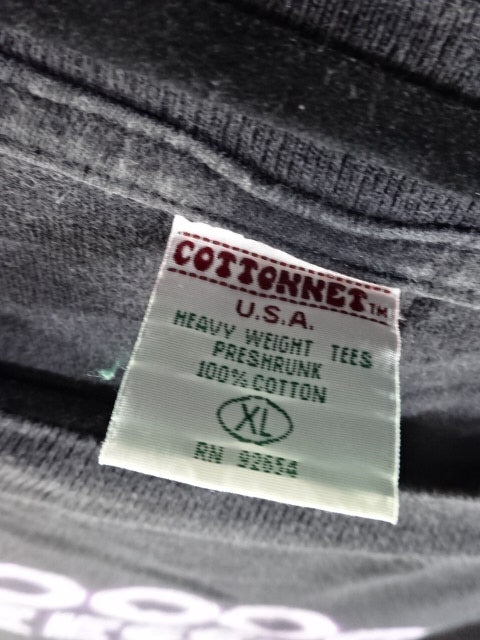 COTTONNET™
U.S.A.
HEAVY WEIGHT TEES
PRESHRUNK
100% COTTON
XL
RN 92654